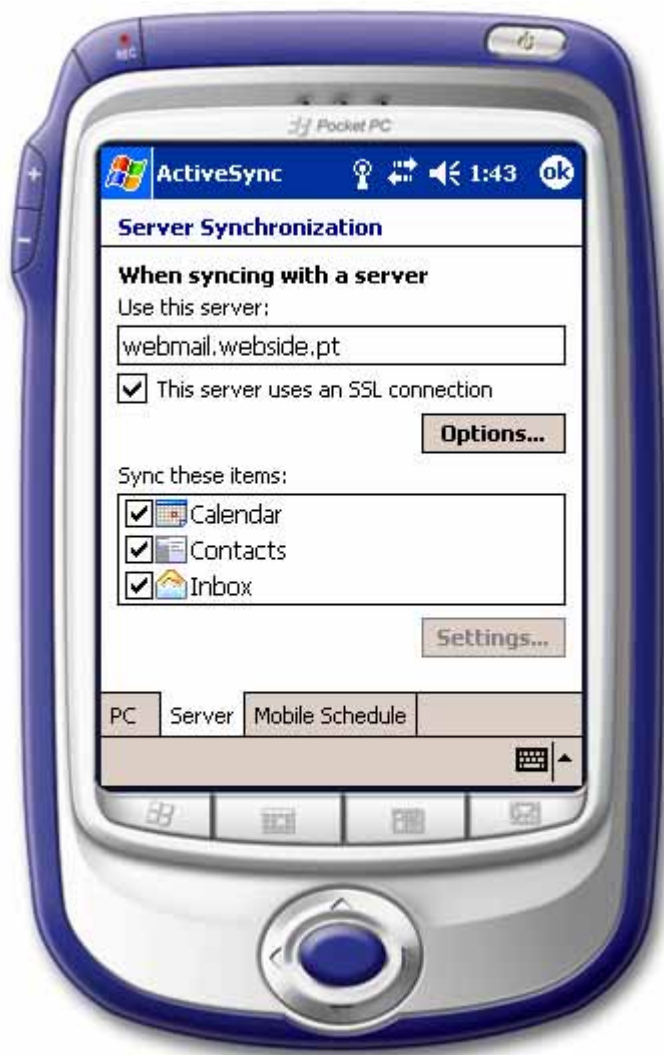 REC
Pocket PC
ActiveSync 1:43 ok
Server Synchronization
When syncing with a server
Use this server:
webmail.webside.pt
This server uses an SSL connection
Options...
Sync these items:
Calendar
Contacts
Inbox
Settings...
PC Server Mobile Schedule